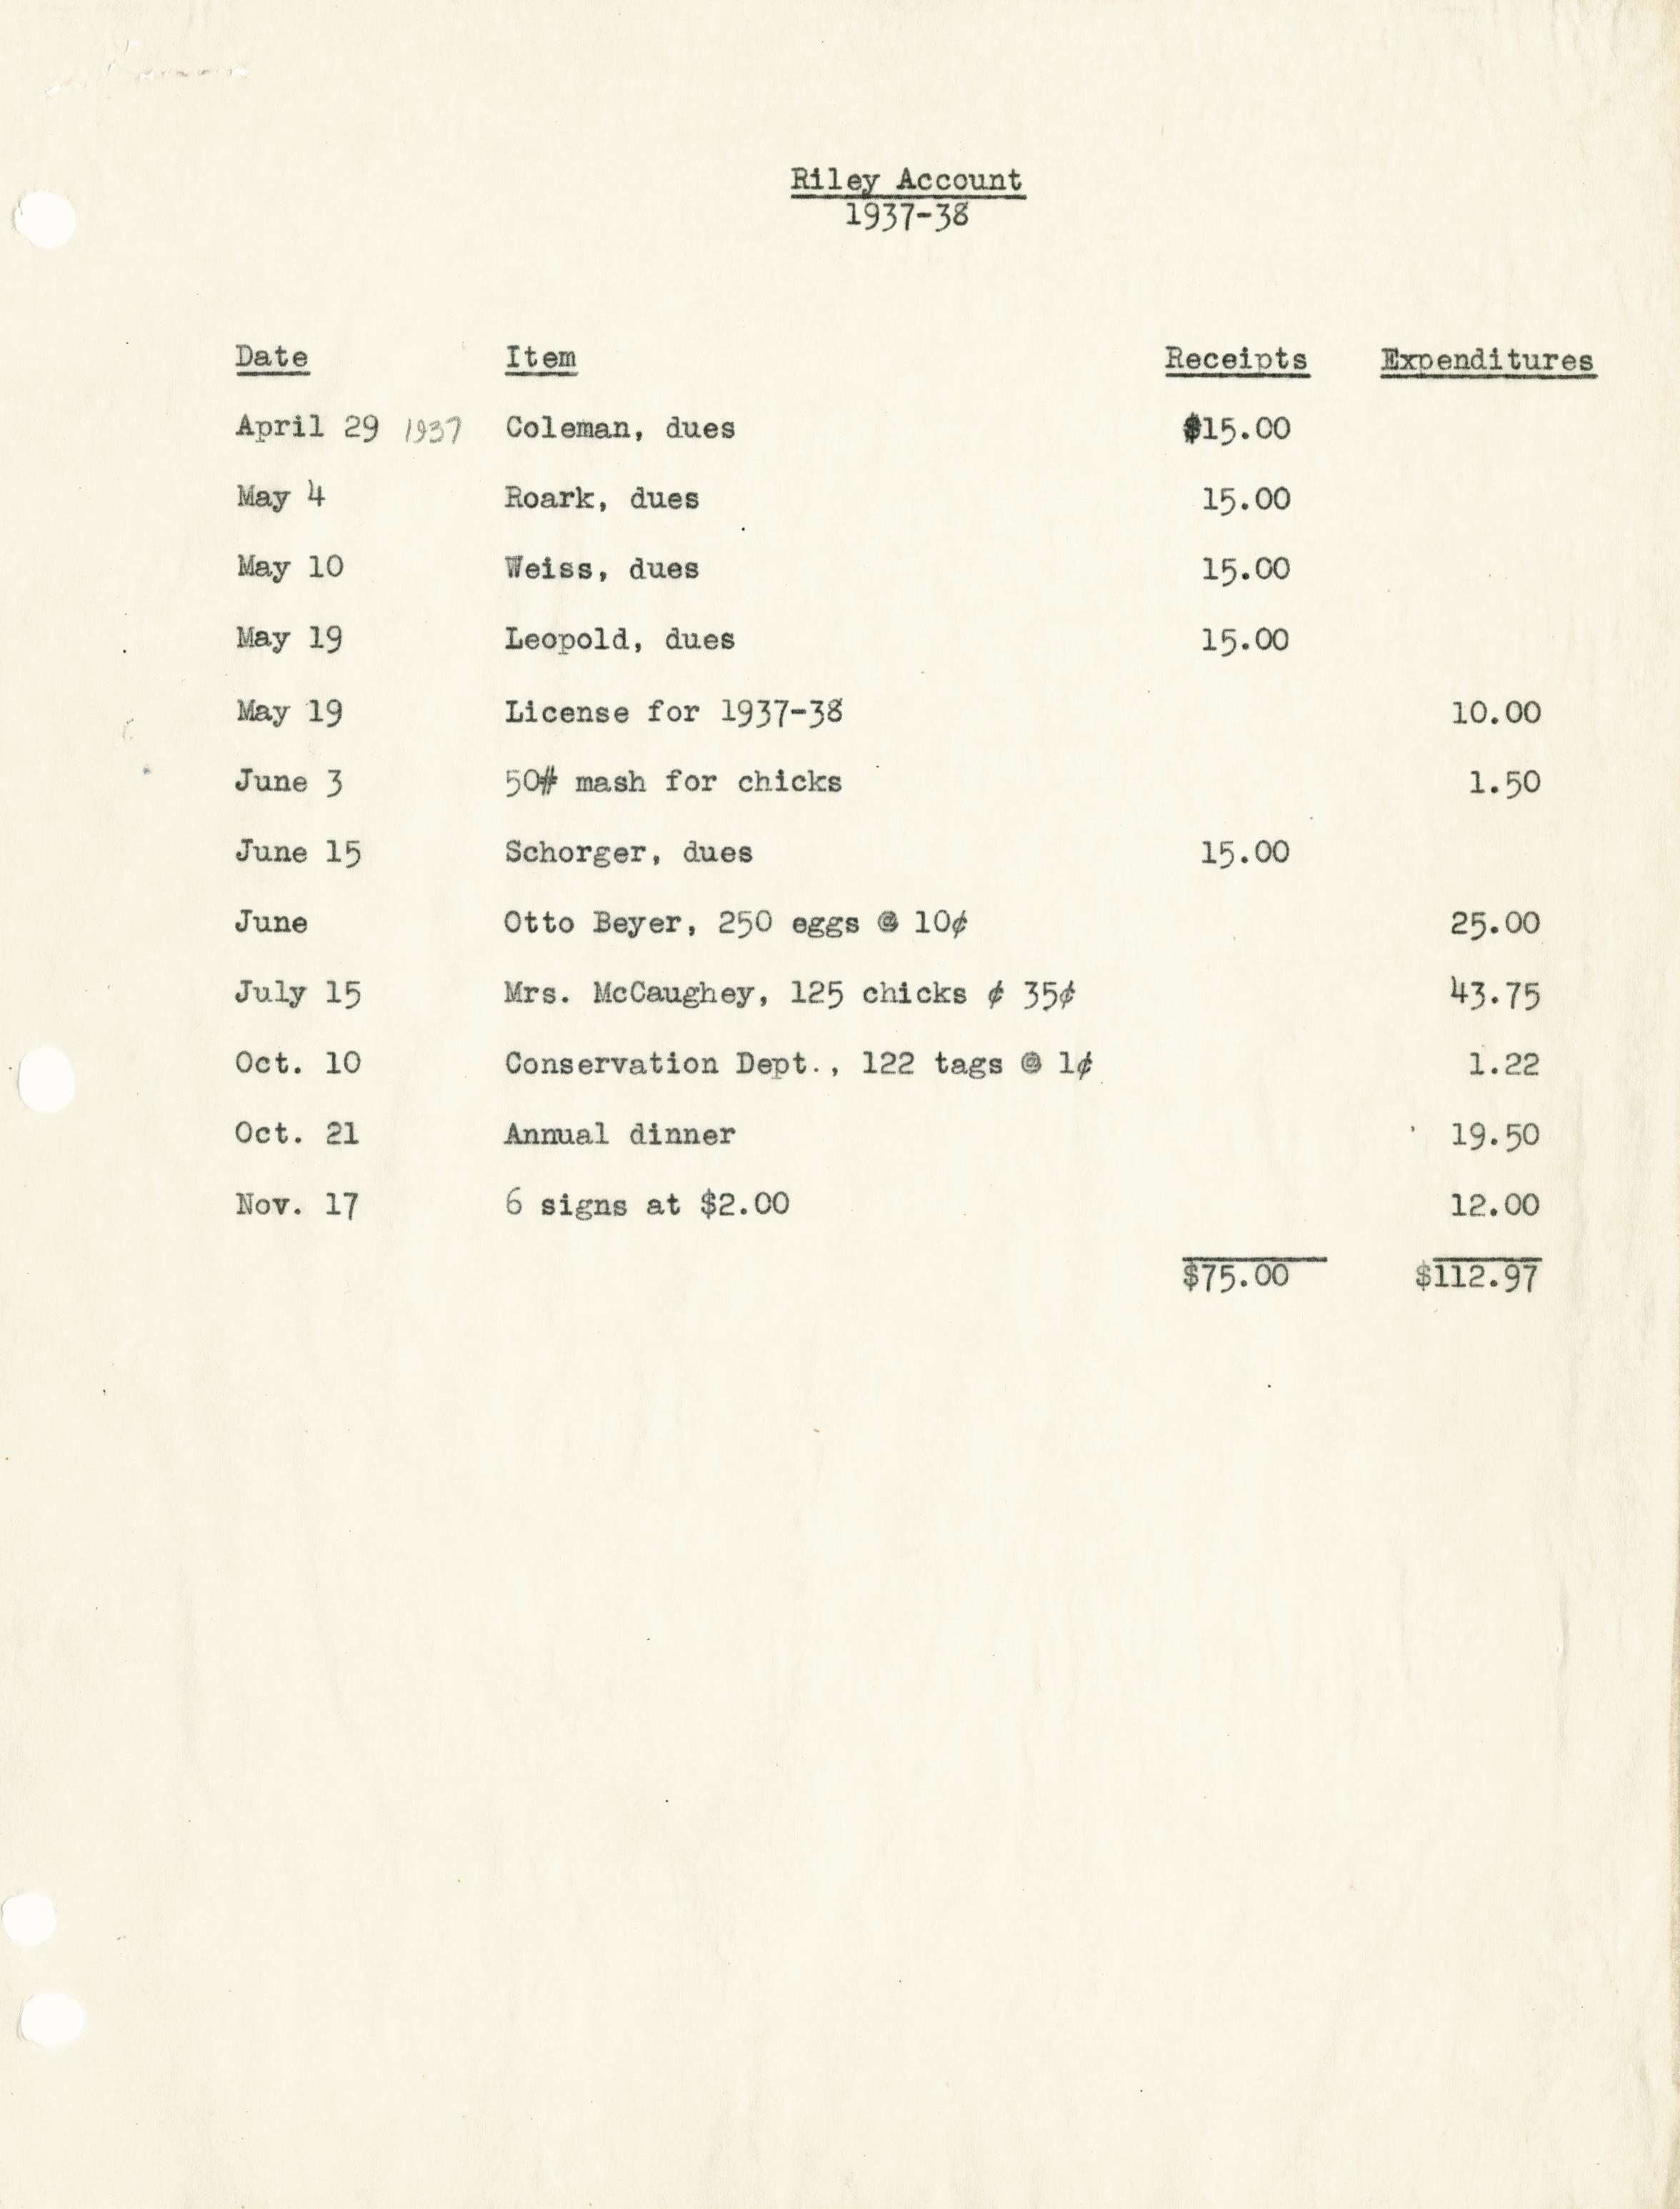 Riley Account
1937-38
Date Item Receipts Expenditures
April 29 1937 Coleman, dues $15.00
May 4 Roark, dues 15.00
May 10 Weiss, dues 15.00
May 19 Leopold, dues 15.00
May 19 License for 1937-38 10.00
June 3 50# mash for chicks 1.50
June 15 Schorger, dues 15.00
June Otto Beyer, 250 eggs @ 10¢ 25.00
July 15 Mrs. McCaughey, 125 chicks ¢ 35¢ 43.75
Oct. 10 Conservation Dept., 122 tags @ 1¢ 1.22
Oct. 21 Annual dinner 19.50
Nov. 17 6 signs at $2.00 12.00
$75.00 $112.97